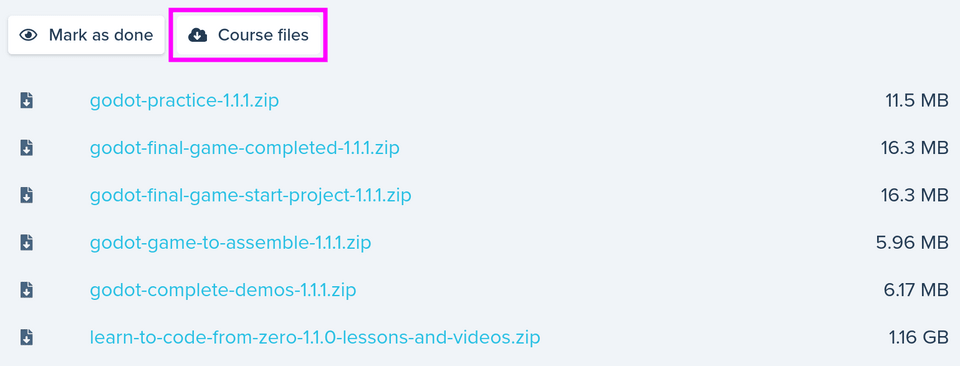 Mark as done Course files
godot-practice-1.1.1.zip 11.5 MB
godot-final-game-completed-1.1.1.zip 16.3 MB
godot-final-game-start-project-1.1.1.zip 16.3 MB
godot-game-to-assemble-1.1.1.zip 5.96 MB
godot-complete-demos-1.1.1.zip 6.17 MB
learn-to-code-from-zero-1.1.0-lessons-and-videos.zip 1.16 GB